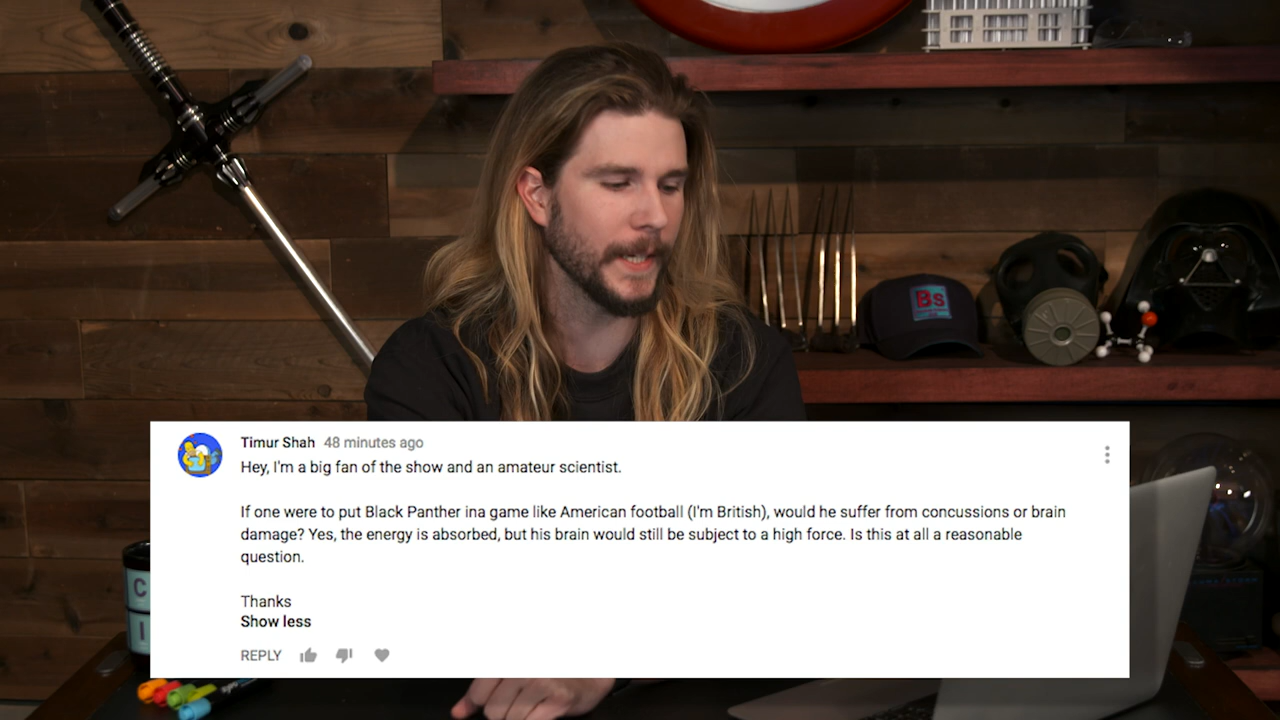 Bs
Timur Shah 48 minutes ago
Hey, I'm a big fan of the show and an amateur scientist.
If one were to put Black Panther ina game like American football (I'm British), would he suffer from concussions or brain
damage? Yes, the energy is absorbed, but his brain would still be subject to a high force. Is this at all a reasonable
question.
Thanks
Show less
REPLY
C
I